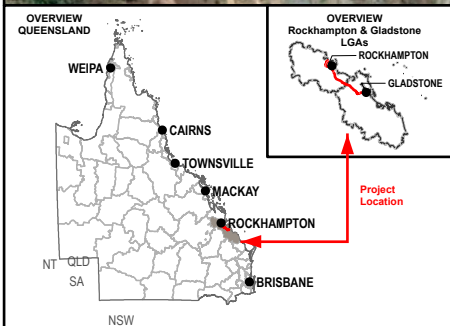 OVERVIEW
QUEENSLAND
WEIPA
CAIRNS
TOWNSVILLE
MACKAY
ROCKHAMPTON
BRISBANE
NT
QLD
SA
NSW
OVERVIEW
Rockhampton & Gladstone
LGAs
ROCKHAMPTON
GLADSTONE
Project
Location